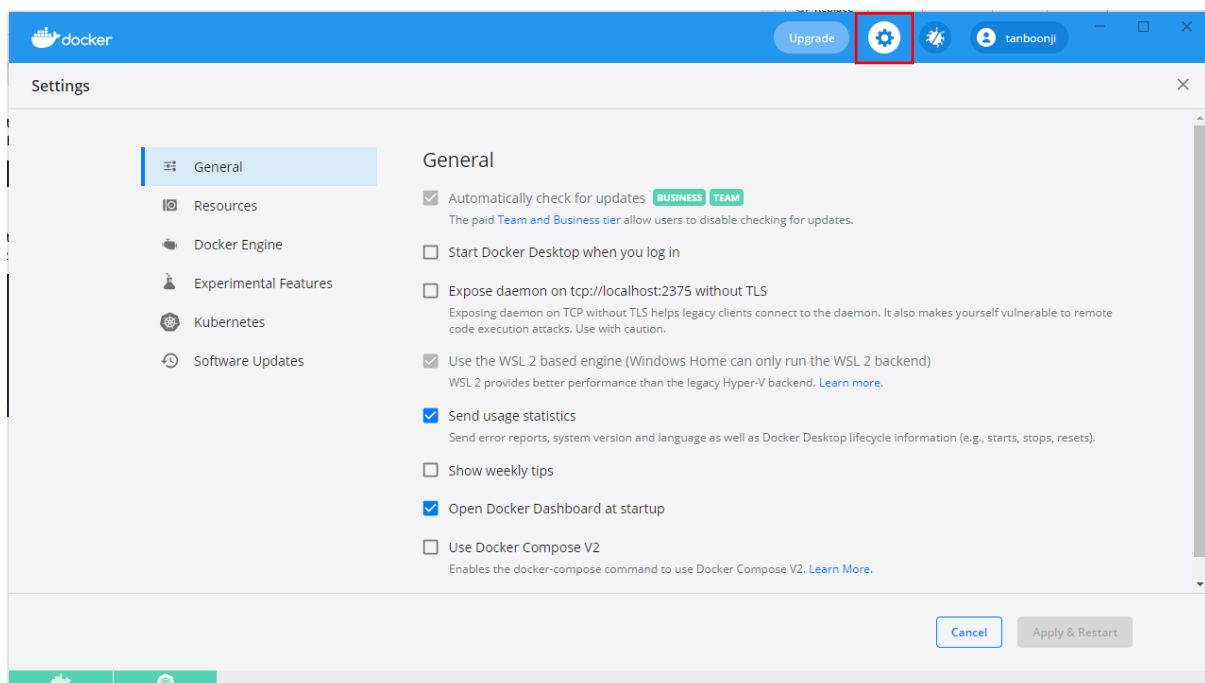 docker
Upgrade
tanboonji
Settings
General
Resources
Docker Engine
Experimental Features
Kubernetes
Software Updates
General
Automatically check for updates BUSINESS TEAM
The paid Team and Business tier allow users to disable checking for updates.
Start Docker Desktop when you log in
Expose daemon on tcp://localhost:2375 without TLS
Exposing daemon on TCP without TLS helps legacy clients connect to the daemon. It also makes yourself vulnerable to remote
code execution attacks. Use with caution.
Use the WSL 2 based engine (Windows Home can only run the WSL 2 backend)
WSL 2 provides better performance than the legacy Hyper-V backend. Learn more.
Send usage statistics
Send error reports, system version and language as well as Docker Desktop lifecycle information (e.g., starts, stops, resets).
Show weekly tips
Open Docker Dashboard at startup
Use Docker Compose V2
Enables the docker-compose command to use Docker Compose V2. Learn More.
Cancel
Apply & Restart